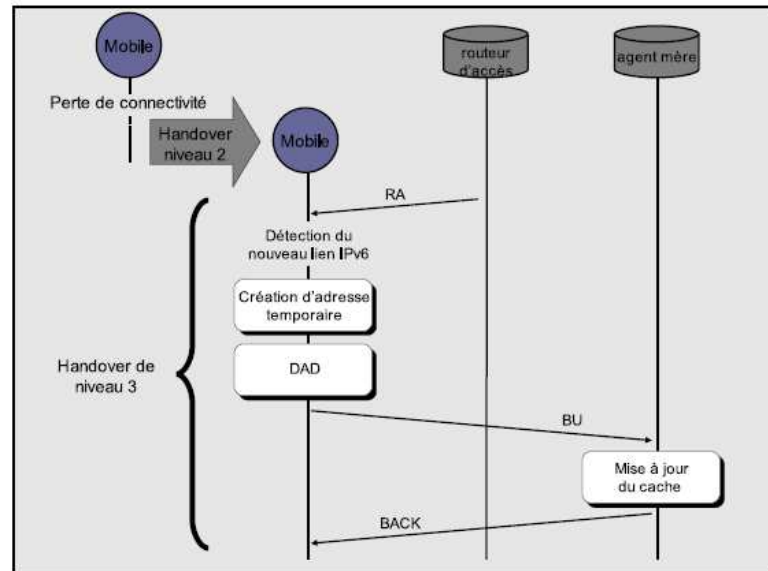 Mobile
routeur
d'accès
agent mère
Perte de connectivité
Handover
niveau 2
Mobile
RA
Détection du
nouveau lien IPv6
Création d'adresse
temporaire
Handover de
niveau 3
DAD
BU
Mise à jour
du cache
BACK